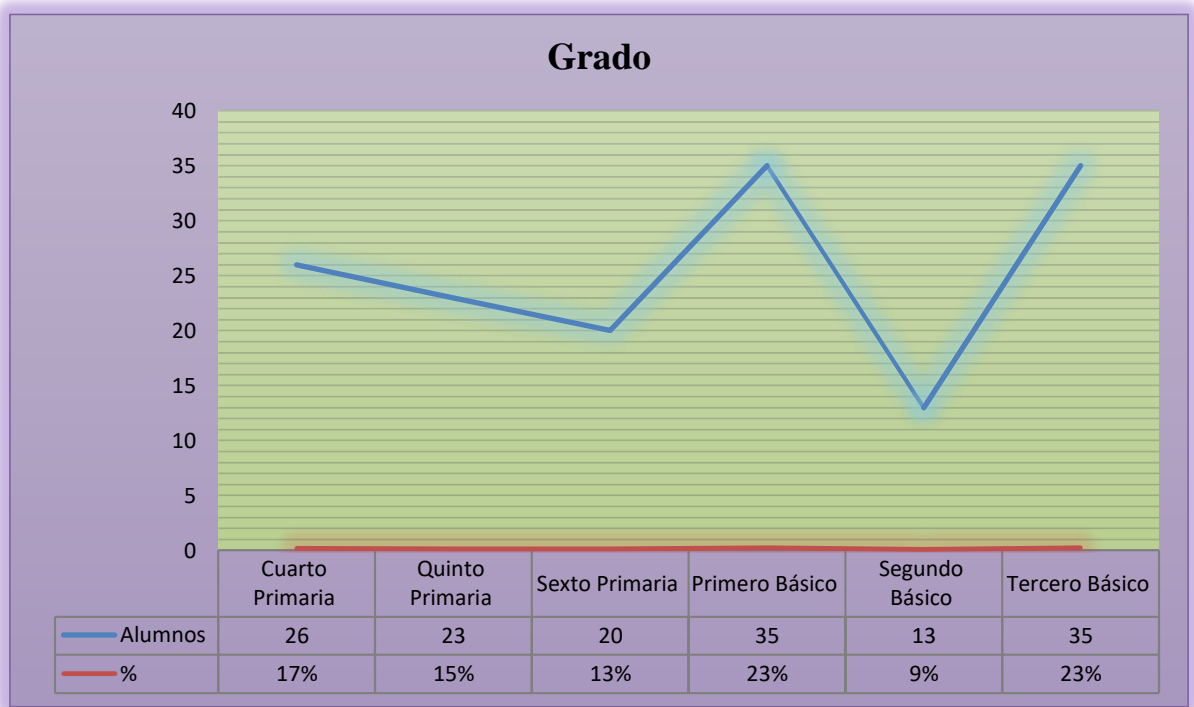 Grado
40
35
30
25
20
15
10
5
0
Cuarto Primaria Quinto Primaria Sexto Primaria Primero Básico Segundo Básico Tercero Básico
Alumnos 26 23 20 35 13 35
% 17% 15% 13% 23% 9% 23%